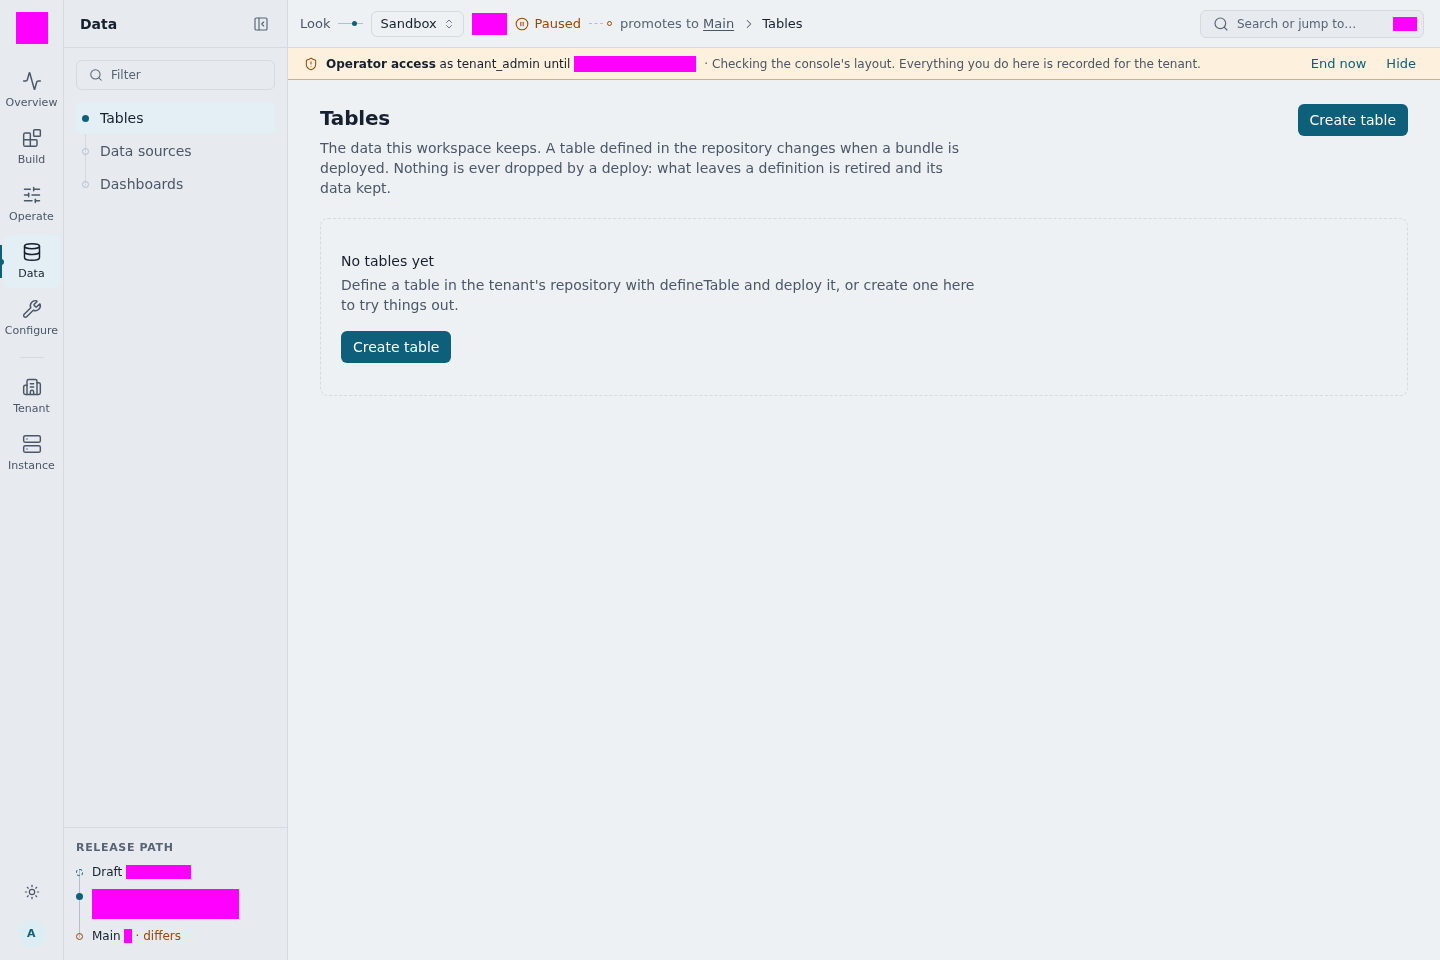 Data
Look
Sandbox
Paused
promotes to Main
Tables
Search or jump to...
Operator access as tenant_admin until
· Checking the console's layout. Everything you do here is recorded for the tenant.
End now
Hide
Overview
Build
Operate
Data
Configure
Tenant
Instance
A
Filter
Tables
Data sources
Dashboards
Tables
Create table
The data this workspace keeps. A table defined in the repository changes when a bundle is
deployed. Nothing is ever dropped by a deploy: what leaves a definition is retired and its
data kept.
No tables yet
Define a table in the tenant's repository with defineTable and deploy it, or create one here
to try things out.
Create table
RELEASE PATH
Draft
Main · differs